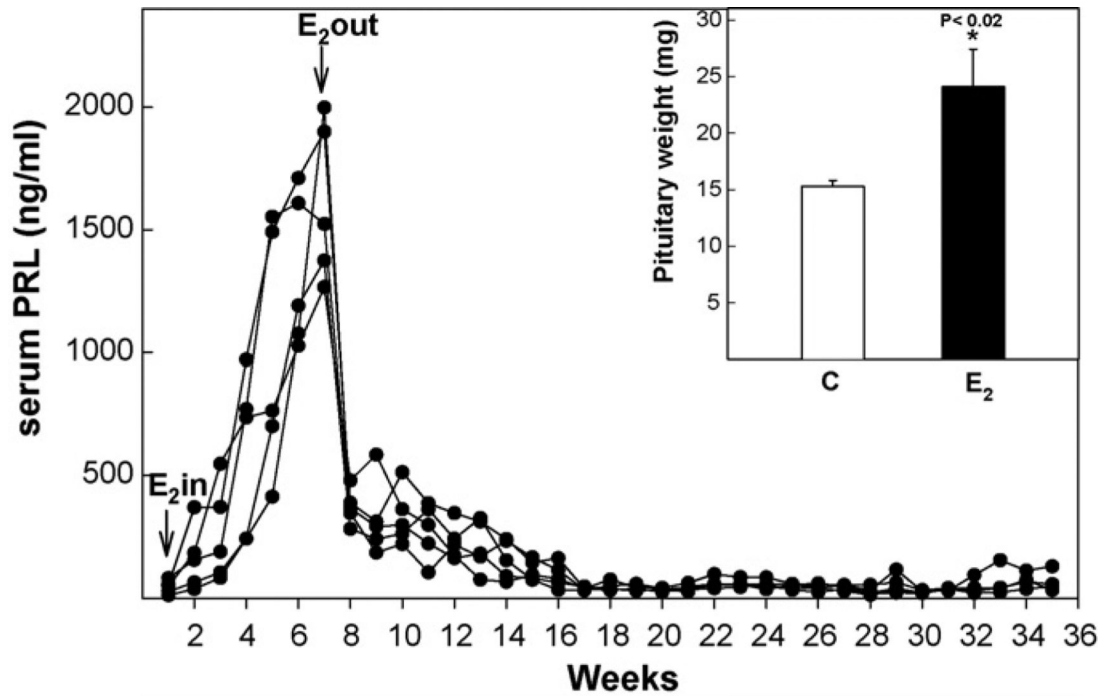 E₂out
2000
1500
1000
500
serum PRL (ng/ml)
E₂in
2 4 6 8 10 12 14 16 18 20 22 24 26 28 30 32 34 36
Weeks
30
25
20
15
10
5
Pituitary weight (mg)
P< 0.02
*
C E₂